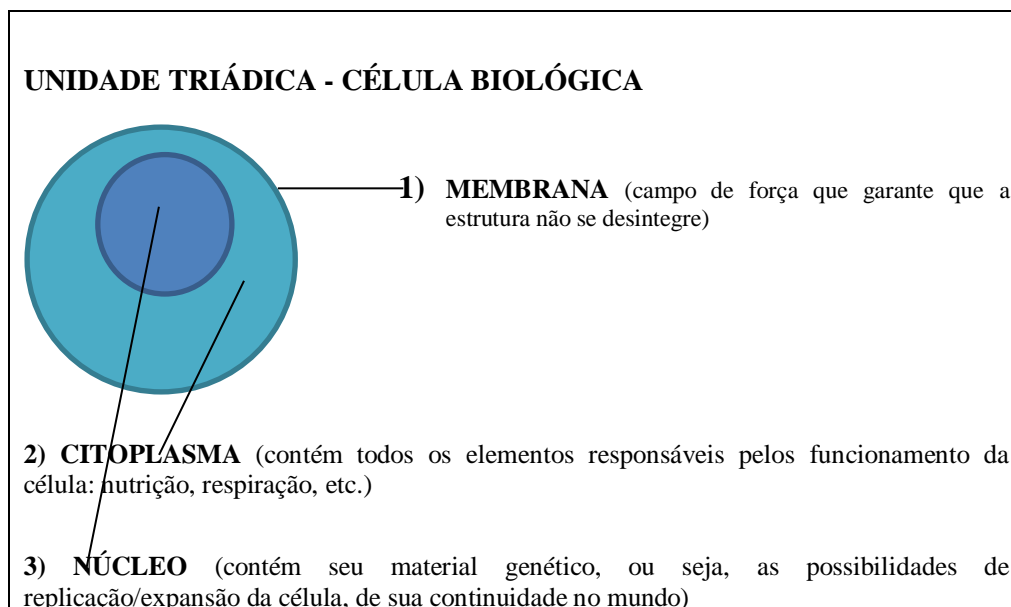 UNIDADE TRIÁDICA - CÉLULA BIOLÓGICA
1) MEMBRANA (campo de força que garante que a
estrutura não se desintegre)
2) CITOPLASMA (contém todos os elementos responsáveis pelos funcionamento da
célula: nutrição, respiração, etc.)
3) NÚCLEO (contém seu material genético, ou seja, as possibilidades de
replicação/expansão da célula, de sua continuidade no mundo)